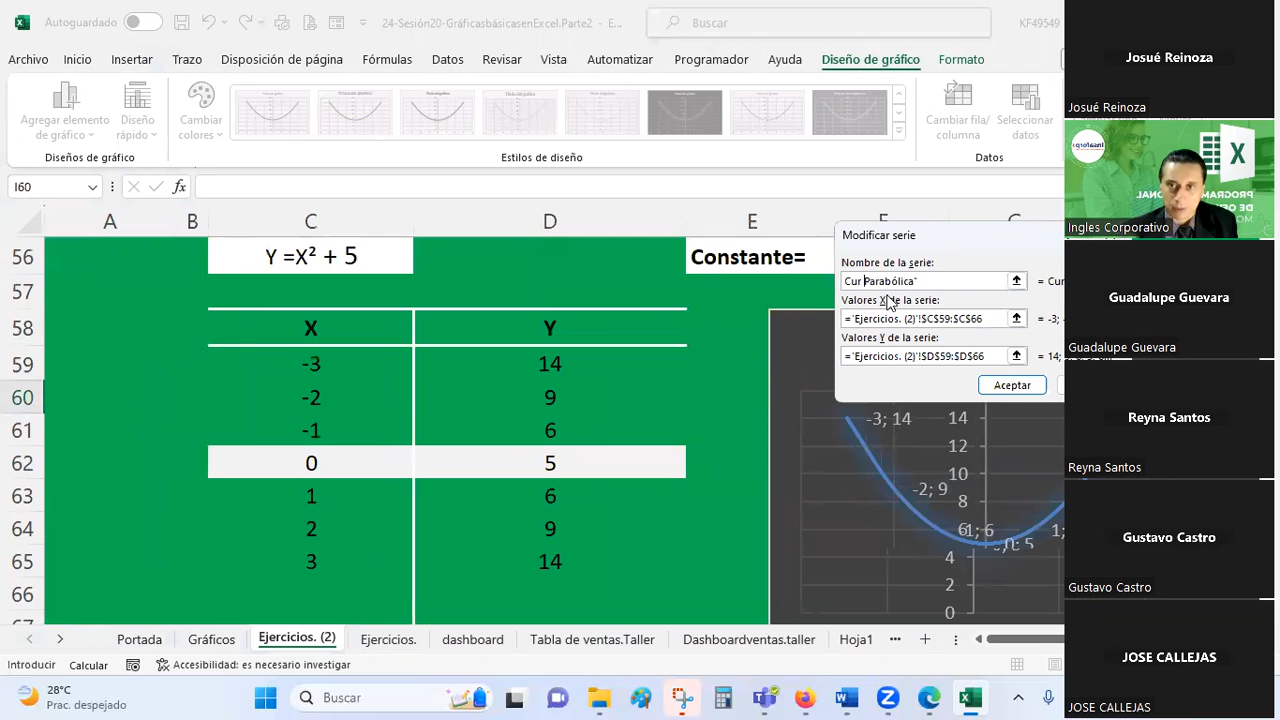 Autoguardado
24-Sesión20-GráficasbásicasenExcel.Parte2 - E...
Buscar
KF49549
Archivo Inicio Insertar Trazo Disposición de página Fórmulas Datos Revisar Vista Automatizar Programador Ayuda Diseño de gráfico Formato
Agregar elemento de gráfico
Diseño rápido
Cambiar colores
Cambiar fila/ columna
Seleccionar datos
Diseños de gráfico
Estilos de diseño
Datos
I60
fx
A B C D E
56 Y =X² + 5 Constante=
57
58 X Y
59 -3 14
60 -2 9
61 -1 6
62 0 5
63 1 6
64 2 9
65 3 14
66
Modificar serie
Nombre de la serie:
Cur Parabólica" = Cur
Valores X de la serie:
='Ejercicios. (2)'!$C$59:$C$66 = -3;
Valores Y de la serie:
='Ejercicios. (2)'!$D$59:$D$66 = 14;
Aceptar
-3; 14
-2; 9
14
12
10
8
6
4
2
0
Portada Gráficos Ejercicios. (2) Ejercicios. dashboard Tabla de ventas.Taller Dashboardventas.taller Hoja1
Introducir Calcular Accesibilidad: es necesario investigar
28°C
Prac. despejado
Buscar
Josué Reinoza
Josué Reinoza
Ingles Corporativo
Guadalupe Guevara
Guadalupe Guevara
Reyna Santos
Reyna Santos
Gustavo Castro
Gustavo Castro
JOSE CALLEJAS
JOSE CALLEJAS